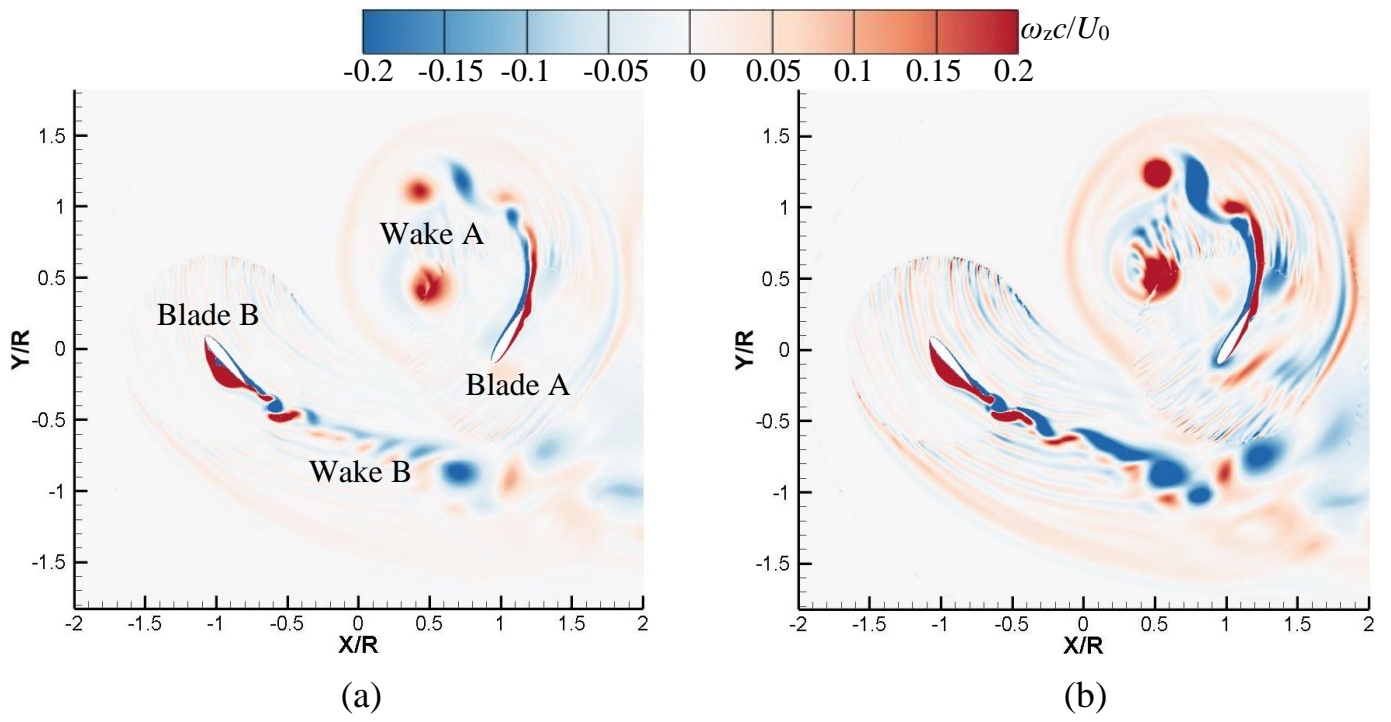 ω_z c/U_0
-0.2 -0.15 -0.1 -0.05 0 0.05 0.1 0.15 0.2
1.5
1
Wake A
0.5
Blade B
Y/R
0
Blade A
-0.5
Wake B
-1
-1.5
-2 -1.5 -1 -0.5 0 0.5 1 1.5 2
X/R
(a)
1.5
1
0.5
Y/R
0
-0.5
-1
-1.5
-2 -1.5 -1 -0.5 0 0.5 1 1.5 2
X/R
(b)